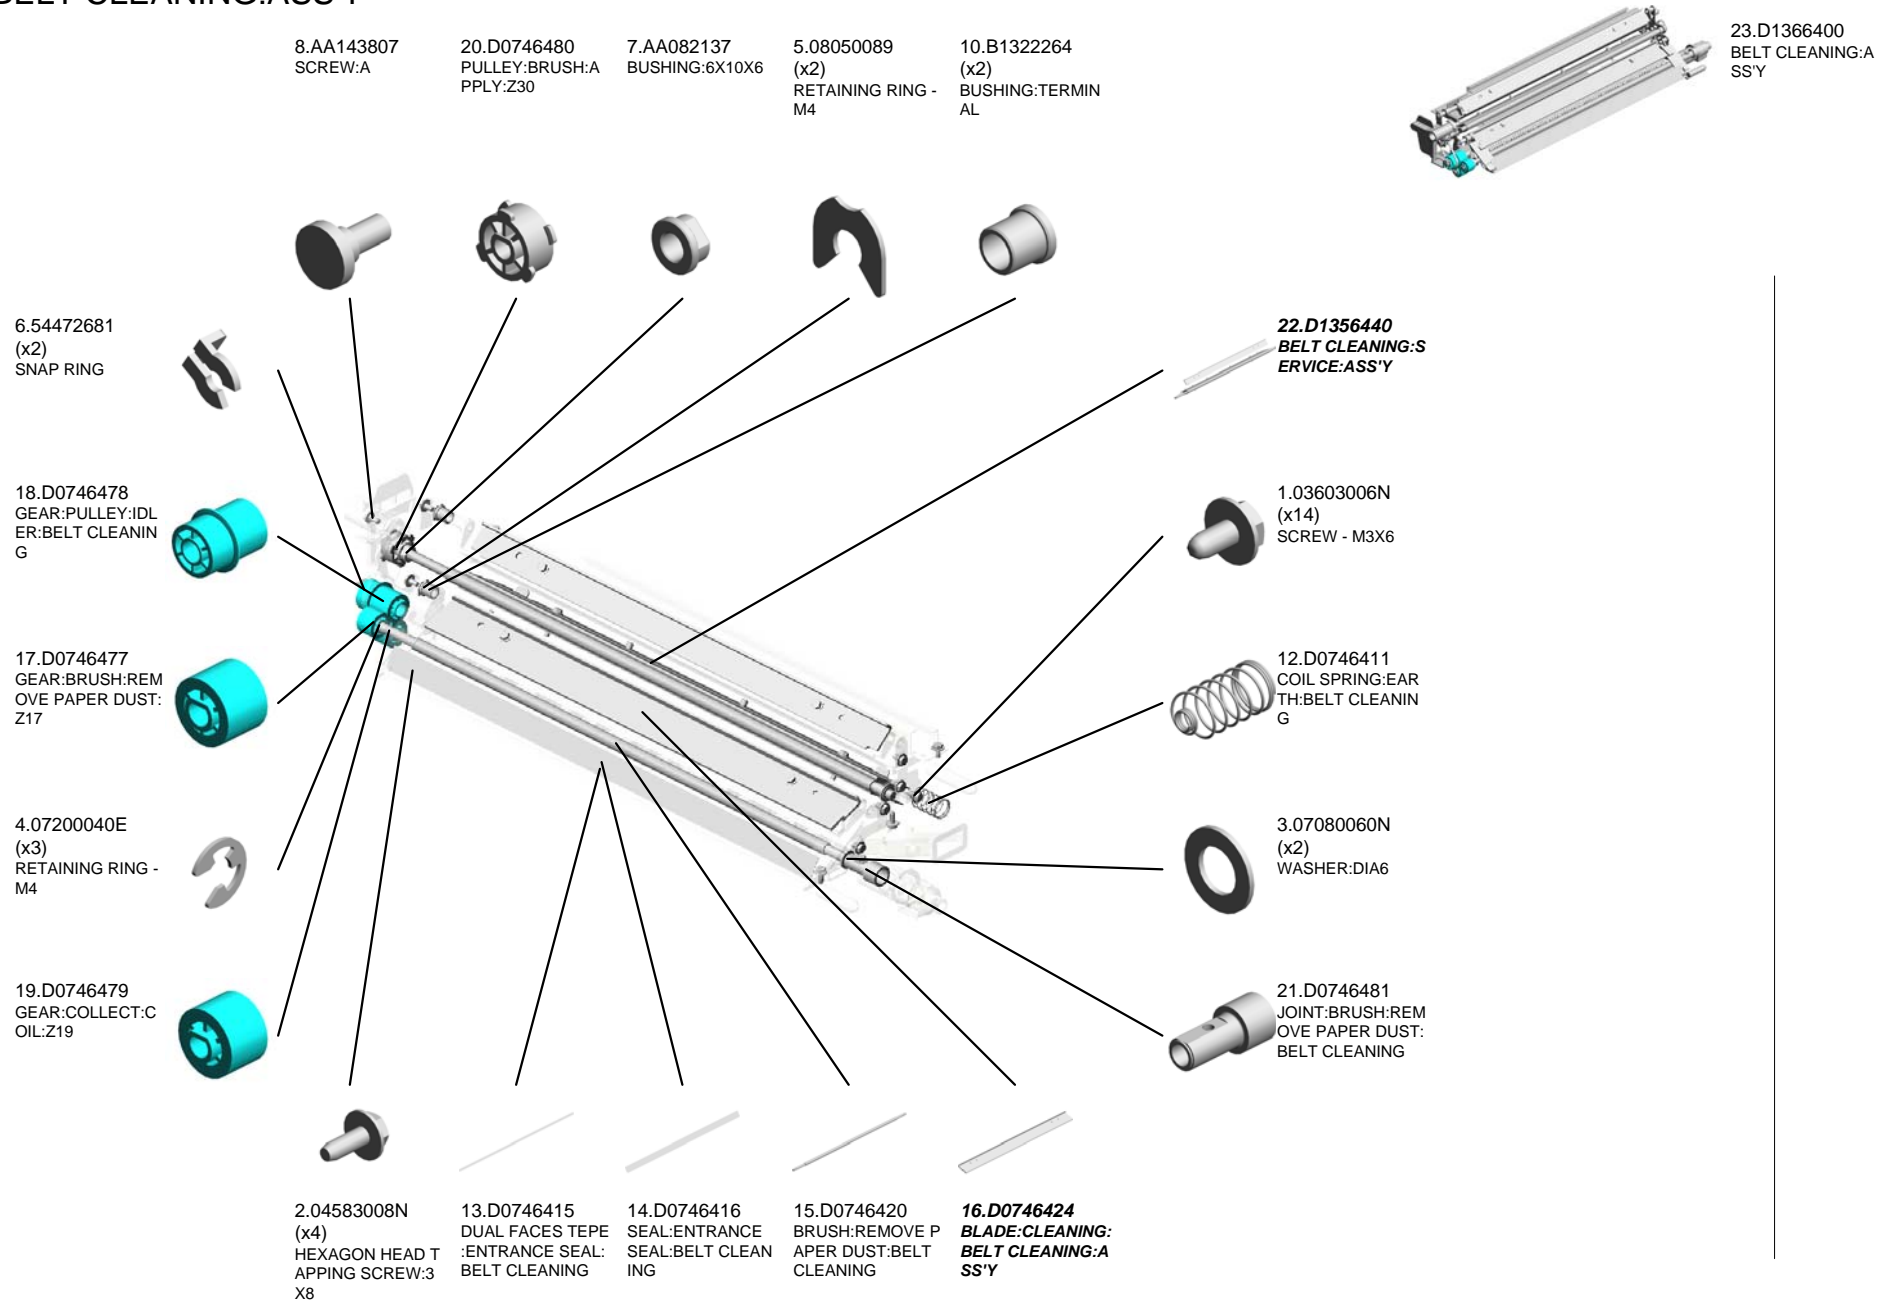 BELT CLEANING:ASS'Y
8.AA143807
SCREW:A
20.D0746480
PULLEY:BRUSH:A
PPLY:Z30
7.AA082137
BUSHING:6X10X6
5.08050089
(x2)
RETAINING RING -
M4
10.B1322264
(x2)
BUSHING:TERMIN
AL
23.D1366400
BELT CLEANING:A
SS'Y
6.54472681
(x2)
SNAP RING
22.D1356440
BELT CLEANING:S
ERVICE:ASS'Y
18.D0746478
GEAR:PULLEY:IDL
ER:BELT CLEANIN
G
1.03603006N
(x14)
SCREW - M3X6
17.D0746477
GEAR:BRUSH:REM
OVE PAPER DUST:
Z17
12.D0746411
COIL SPRING:EAR
TH:BELT CLEANIN
G
4.07200040E
(x3)
RETAINING RING -
M4
3.07080060N
(x2)
WASHER:DIA6
19.D0746479
GEAR:COLLECT:C
OIL:Z19
21.D0746481
JOINT:BRUSH:REM
OVE PAPER DUST:
BELT CLEANING
2.04583008N
(x4)
HEXAGON HEAD T
APPING SCREW:3
X8
13.D0746415
DUAL FACES TEPE
:ENTRANCE SEAL:
BELT CLEANING
14.D0746416
SEAL:ENTRANCE
SEAL:BELT CLEAN
ING
15.D0746420
BRUSH:REMOVE P
APER DUST:BELT
CLEANING
16.D0746424
BLADE:CLEANING:
BELT CLEANING:A
SS'Y